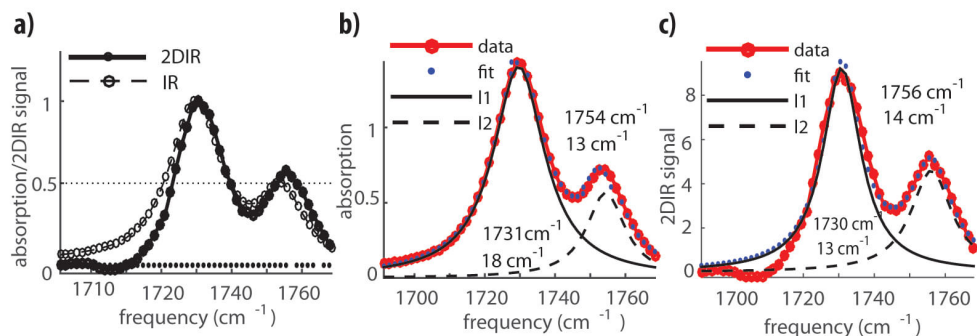 a)
2DIR
IR
absorption/2DIR signal
1
0.5
0
1710
1720
1740
1760
frequency (cm⁻¹)
b)
data
fit
l1
l2
1754 cm⁻¹
13 cm⁻¹
1731 cm⁻¹
18 cm⁻¹
absorption
1
0
1700
1720
1740
1760
frequency (cm⁻¹)
c)
data
fit
l1
l2
1756 cm⁻¹
14 cm⁻¹
1730 cm⁻¹
13 cm⁻¹
2DIR signal
8
6
4
2
0
1700
1720
1740
1760
frequency (cm⁻¹)